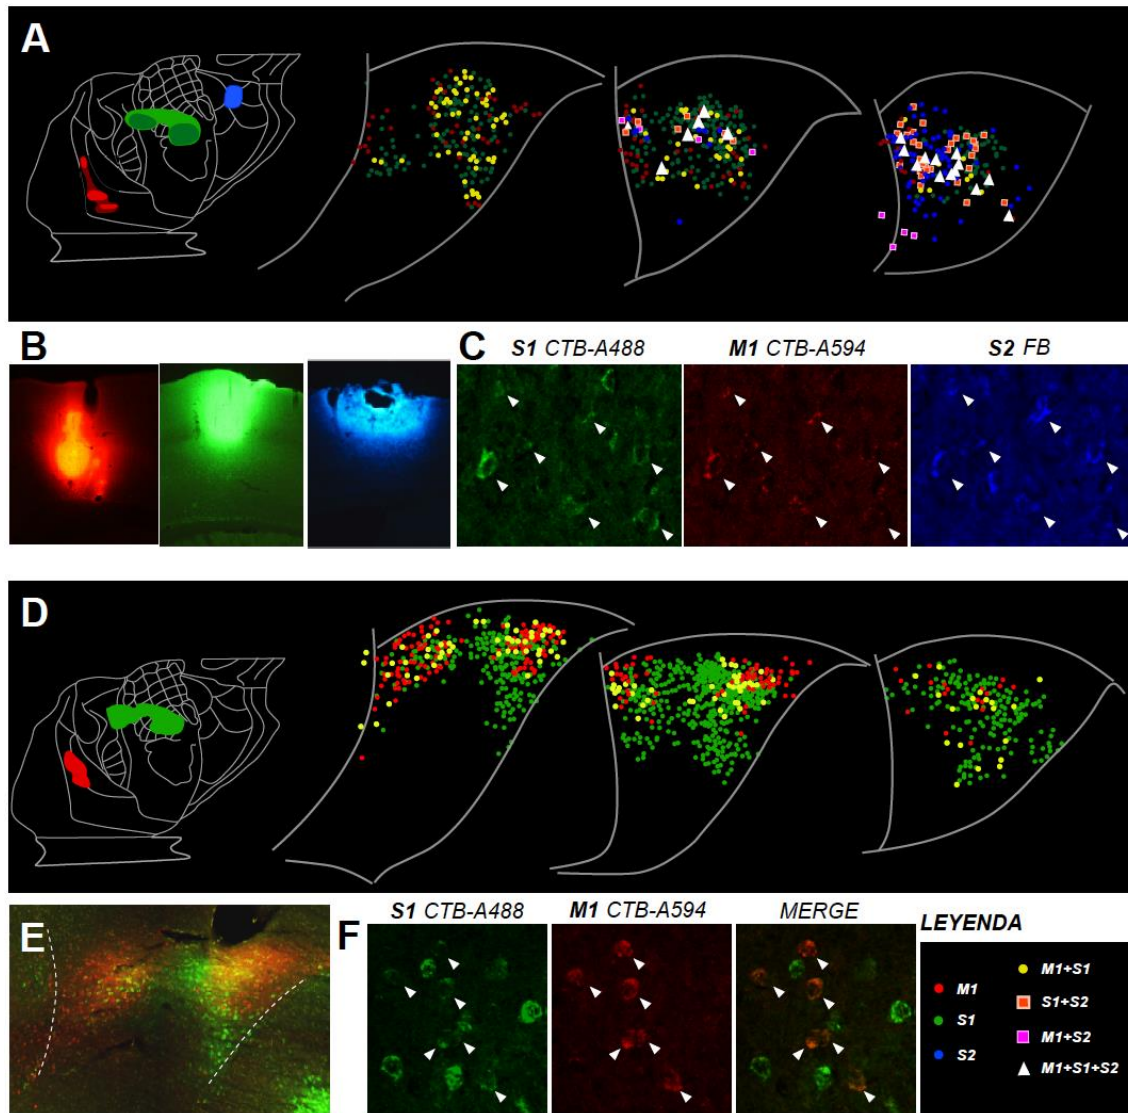 A
B
C
S1 CTB-A488
M1 CTB-A594
S2 FB
D
E
F
S1 CTB-A488
M1 CTB-A594
MERGE
LEYENDA
M1
S1
S2
M1+S1
S1+S2
M1+S2
M1+S1+S2